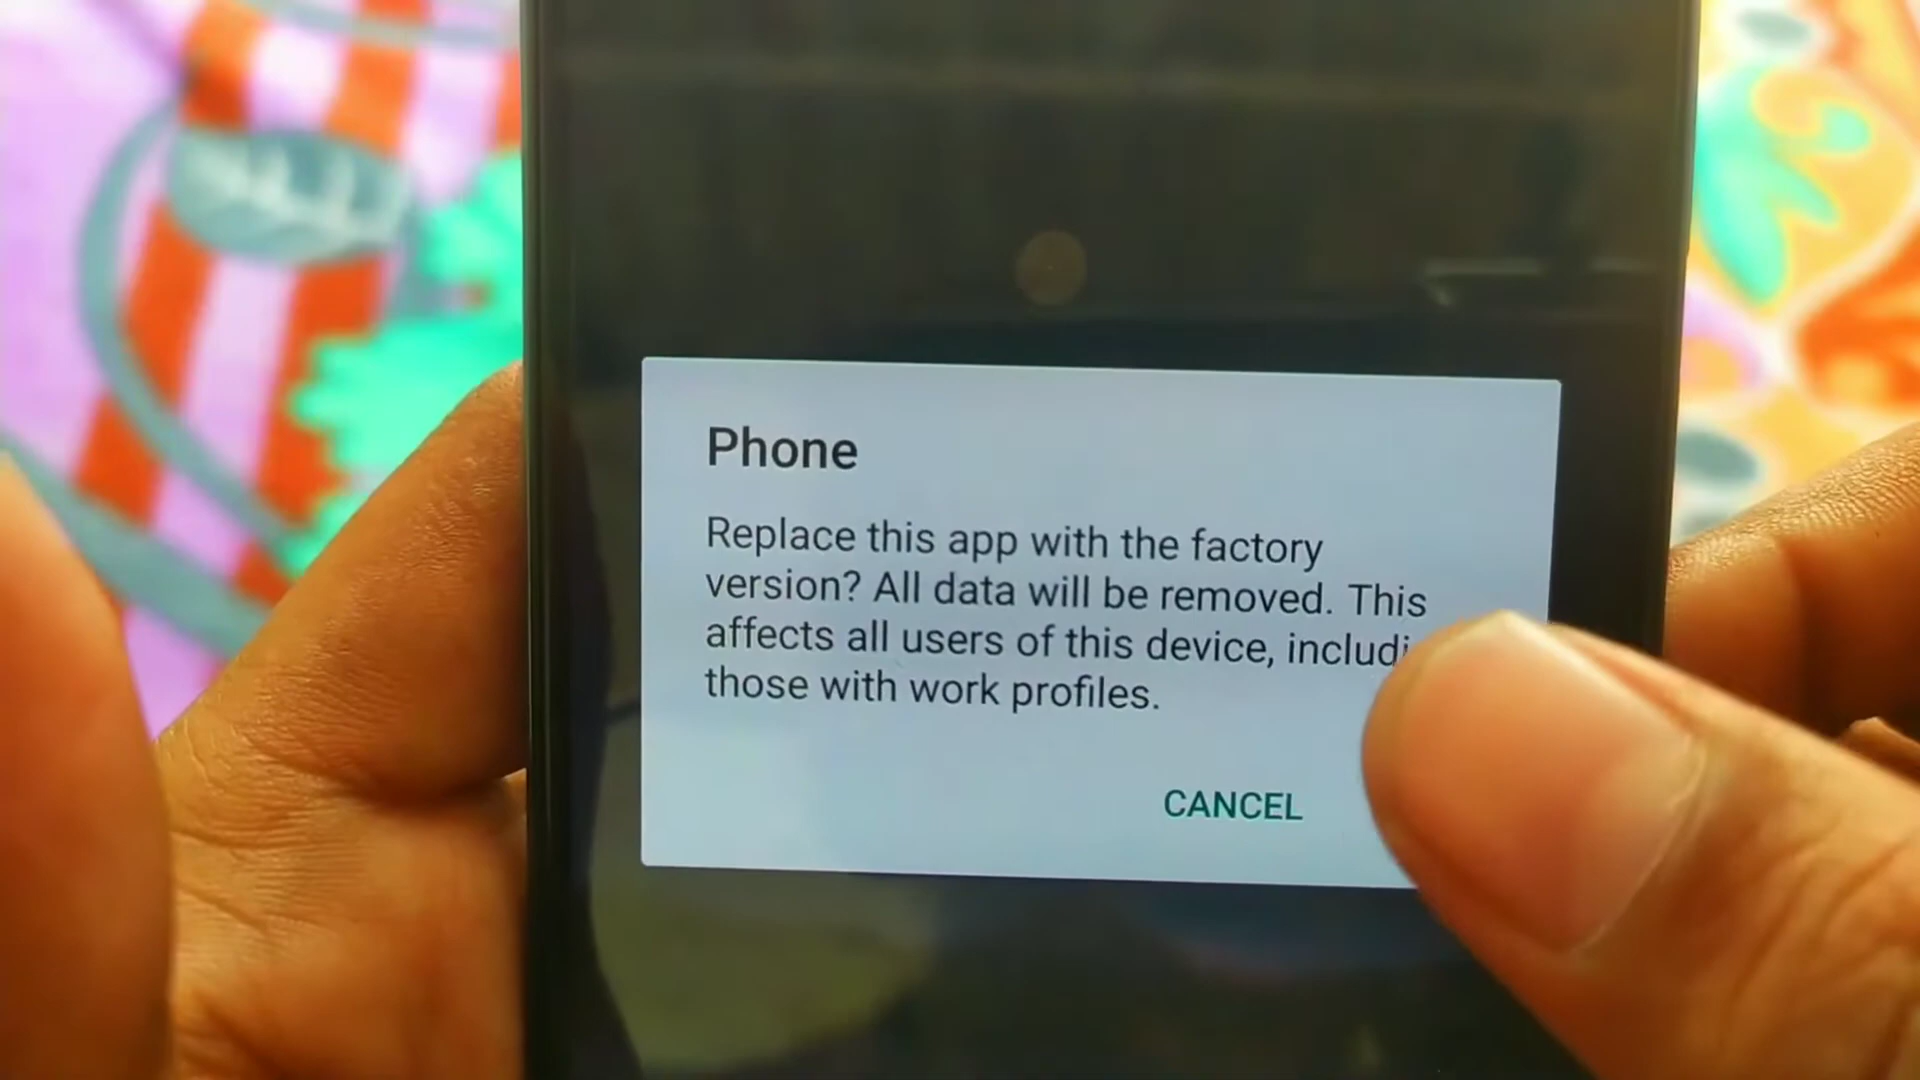 Phone
Replace this app with the factory
version? All data will be removed. This
affects all users of this device, includi
those with work profiles.
CANCEL